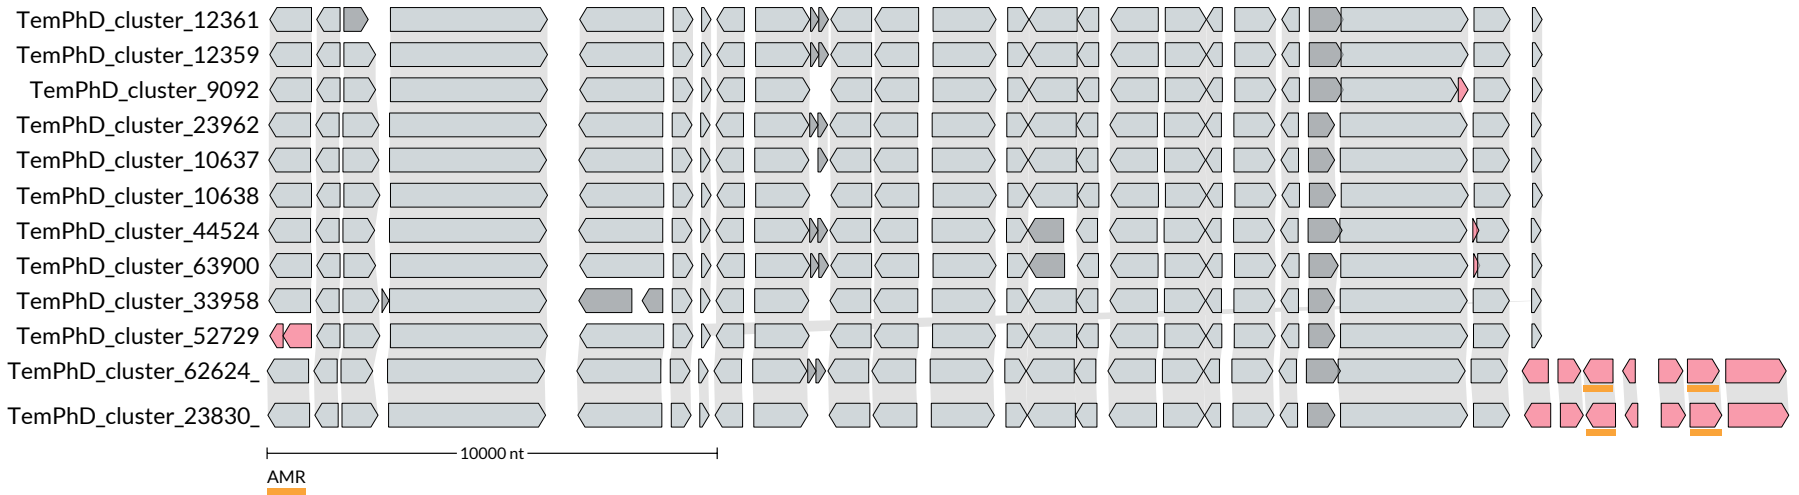 TemPhD_cluster_12361
TemPhD_cluster_12359
TemPhD_cluster_9092
TemPhD_cluster_23962
TemPhD_cluster_10637
TemPhD_cluster_10638
TemPhD_cluster_44524
TemPhD_cluster_63900
TemPhD_cluster_33958
TemPhD_cluster_52729
TemPhD_cluster_62624_
TemPhD_cluster_23830_
10000 nt
AMR